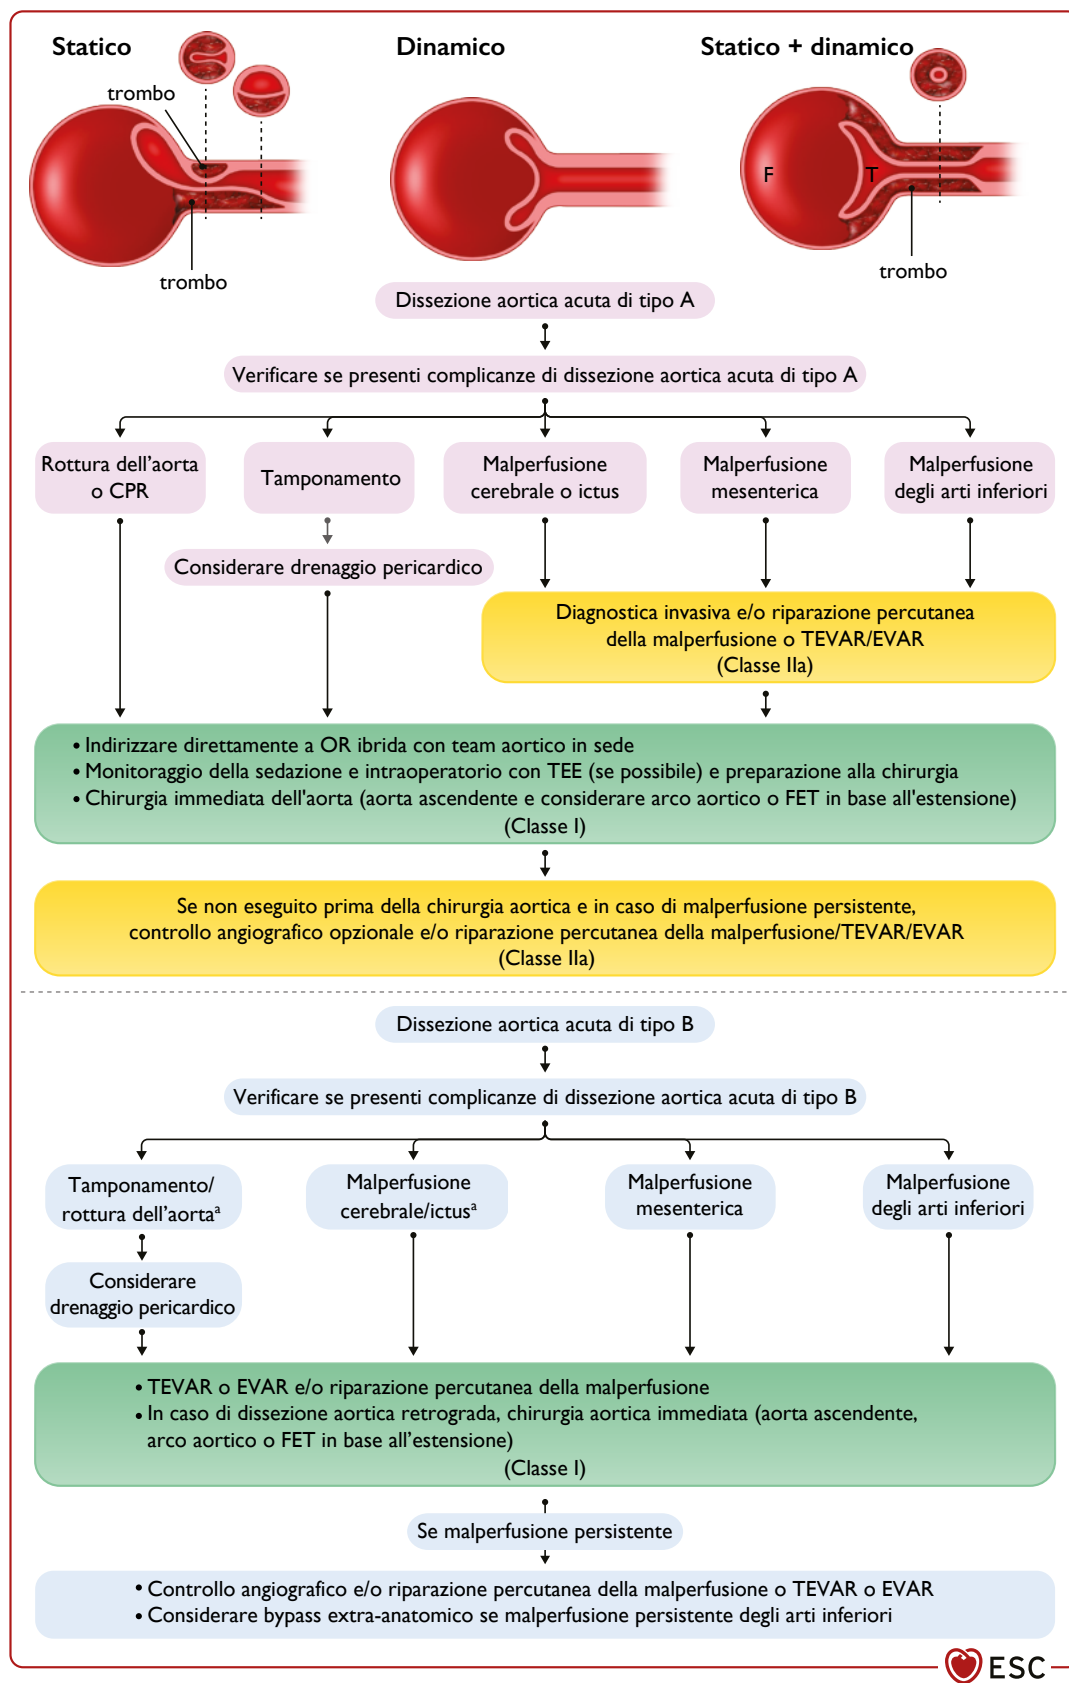 Statico
Dinamico
Statico + dinamico
trombo
F
T
trombo
trombo
Dissezione aortica acuta di tipo A
Verificare se presenti complicanze di dissezione aortica acuta di tipo A
Rottura dell'aorta
o CPR
Tamponamento
Malperfusione
cerebrale o ictus
Malperfusione
mesenterica
Malperfusione
degli arti inferiori
Considerare drenaggio pericardico
Diagnostica invasiva e/o riparazione percutanea
della malperfusione o TEVAR/EVAR
(Classe IIa)
• Indirizzare direttamente a OR ibrida con team aortico in sede
• Monitoraggio della sedazione e intraoperatorio con TEE (se possibile) e preparazione alla chirurgia
• Chirurgia immediata dell'aorta (aorta ascendente e considerare arco aortico o FET in base all'estensione)
(Classe I)
Se non eseguito prima della chirurgia aortica e in caso di malperfusione persistente,
controllo angiografico opzionale e/o riparazione percutanea della malperfusione/TEVAR/EVAR
(Classe IIa)
Dissezione aortica acuta di tipo B
Verificare se presenti complicanze di dissezione aortica acuta di tipo B
Tamponamento/
rottura dell'aortaᵃ
Malperfusione
cerebrale/ictusᵃ
Malperfusione
mesenterica
Malperfusione
degli arti inferiori
Considerare
drenaggio pericardico
• TEVAR o EVAR e/o riparazione percutanea della malperfusione
• In caso di dissezione aortica retrograda, chirurgia aortica immediata (aorta ascendente,
arco aortico o FET in base all'estensione)
(Classe I)
Se malperfusione persistente
• Controllo angiografico e/o riparazione percutanea della malperfusione o TEVAR o EVAR
• Considerare bypass extra-anatomico se malperfusione persistente degli arti inferiori
ESC